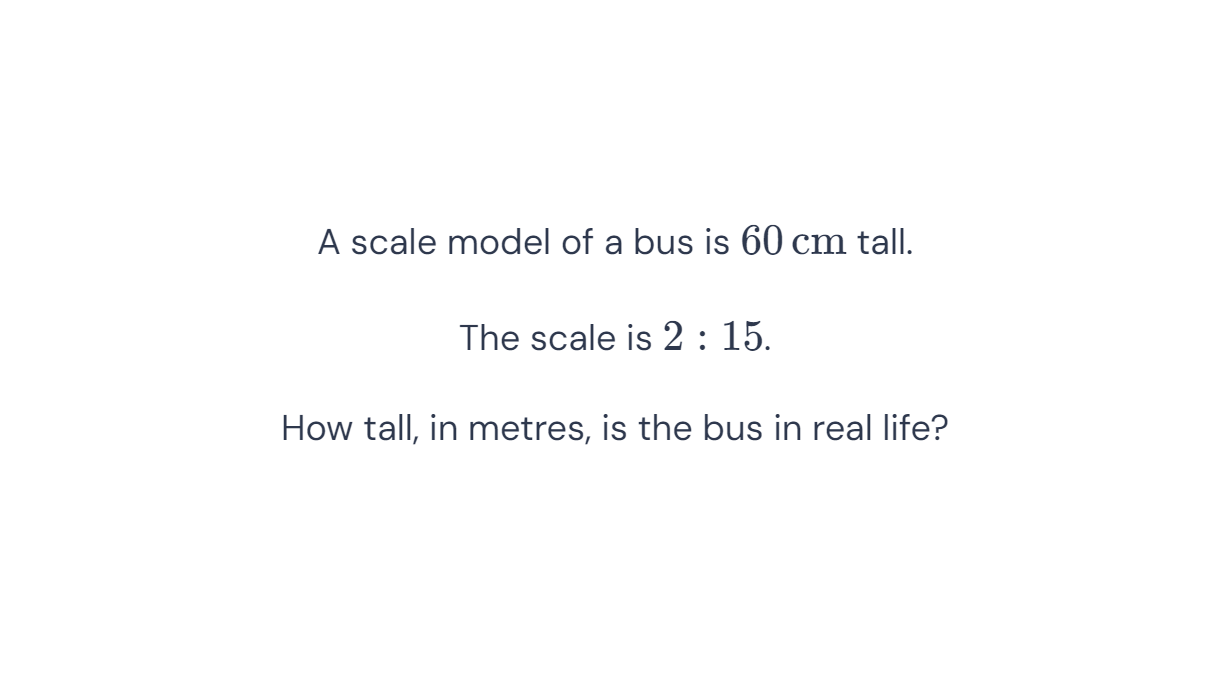 A scale model of a bus is 60 cm tall.
The scale is 2 : 15.
How tall, in metres, is the bus in real life?